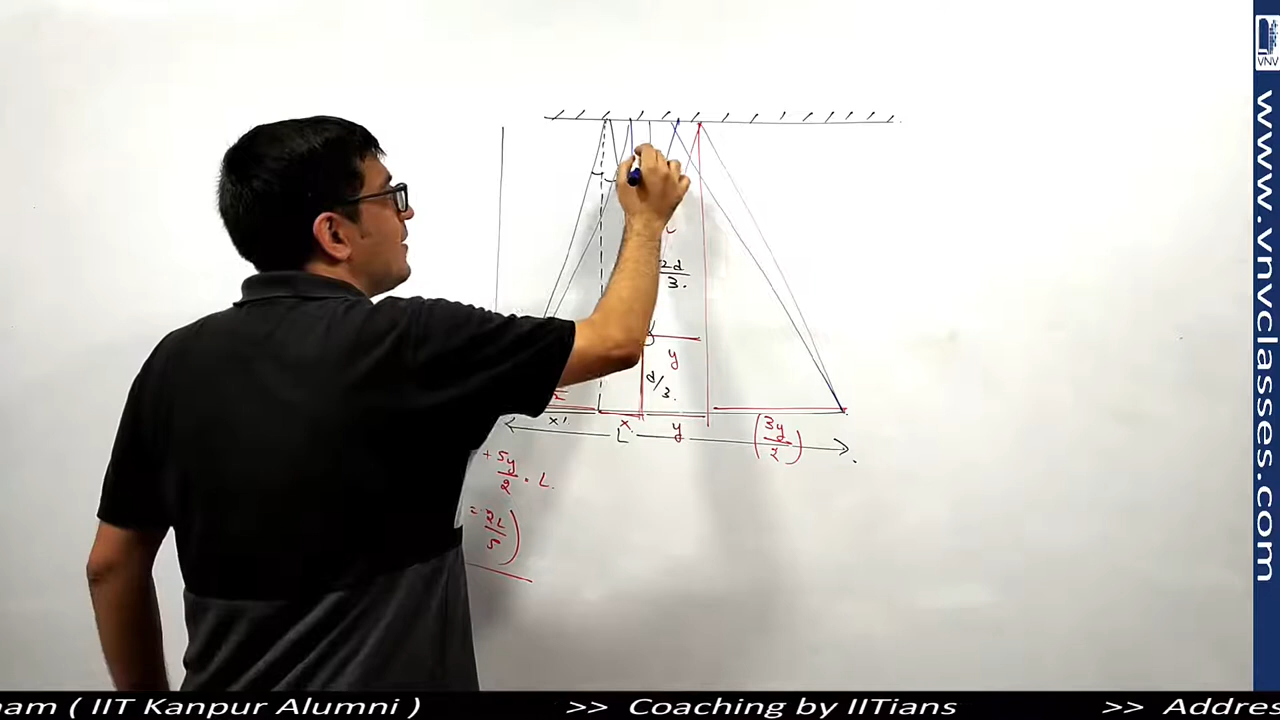 VNV
www.vnvclasses.com
2d/3.
y
d/3.
x'
x
y
(3y/2)
L
+ 5y/2 = L.
= 2L/5)
nam ( IIT Kanpur Alumni ) >> Coaching by IITians >> Addres